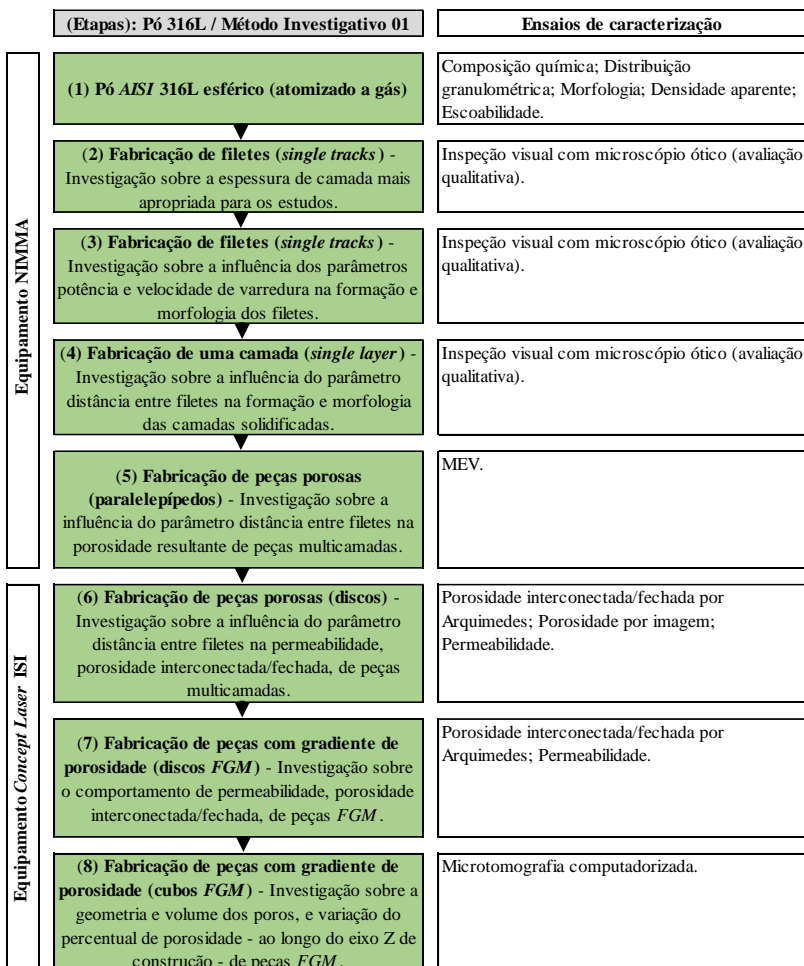 (Etapas): Pó 316L / Método Investigativo 01
Ensaios de caracterização
Equipamento NIMMA
(1) Pó AISI 316L esférico (atomizado a gás)
Composição química; Distribuição
granulométrica; Morfologia; Densidade aparente;
Escoabilidade.
(2) Fabricação de filetes (single tracks) -
Investigação sobre a espessura de camada mais
apropriada para os estudos.
Inspeção visual com microscópio ótico (avaliação
qualitativa).
(3) Fabricação de filetes (single tracks) -
Investigação sobre a influência dos parâmetros
potência e velocidade de varredura na formação e
morfologia dos filetes.
Inspeção visual com microscópio ótico (avaliação
qualitativa).
(4) Fabricação de uma camada (single layer) -
Investigação sobre a influência do parâmetro
distância entre filetes na formação e morfologia
das camadas solidificadas.
Inspeção visual com microscópio ótico (avaliação
qualitativa).
(5) Fabricação de peças porosas
(paralelepípedos) - Investigação sobre a
influência do parâmetro distância entre filetes na
porosidade resultante de peças multicamadas.
MEV.
Equipamento Concept Laser ISI
(6) Fabricação de peças porosas (discos) -
Investigação sobre a influência do parâmetro
distância entre filetes na permeabilidade,
porosidade interconectada/fechada, de peças
multicamadas.
Porosidade interconectada/fechada por
Arquimedes; Porosidade por imagem;
Permeabilidade.
(7) Fabricação de peças com gradiente de
porosidade (discos FGM) - Investigação sobre
o comportamento de permeabilidade, porosidade
interconectada/fechada, de peças FGM.
Porosidade interconectada/fechada por
Arquimedes; Permeabilidade.
(8) Fabricação de peças com gradiente de
porosidade (cubos FGM) - Investigação sobre a
geometria e volume dos poros, e variação do
percentual de porosidade - ao longo do eixo Z de
construção - de peças FGM.
Microtomografia computadorizada.